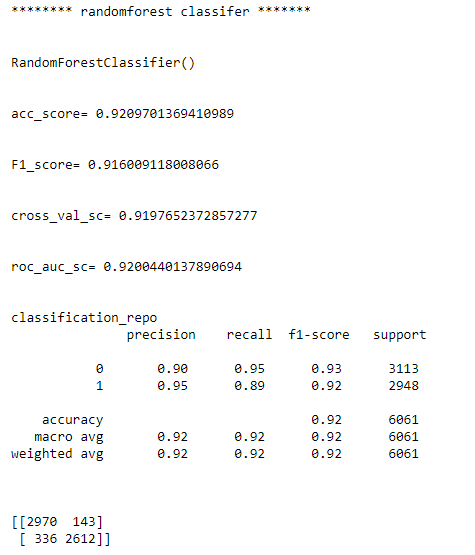 ******** randomforest classifer *******
RandomForestClassifier()
acc_score= 0.9209701369410989
F1_score= 0.916009118008066
cross_val_sc= 0.9197652372857277
roc_auc_sc= 0.9200440137890694
classification_repo
precision recall f1-score support
0 0.90 0.95 0.93 3113
1 0.95 0.89 0.92 2948
accuracy 0.92 6061
macro avg 0.92 0.92 0.92 6061
weighted avg 0.92 0.92 0.92 6061
[[2970 143]
[ 336 2612]]